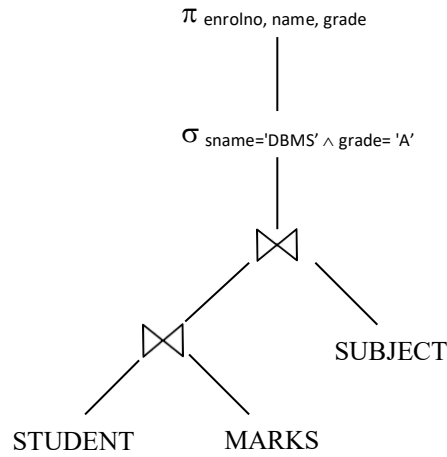 π enrolno, name, grade
σ sname='DBMS’ ∧ grade= 'A’
SUBJECT
STUDENT MARKS